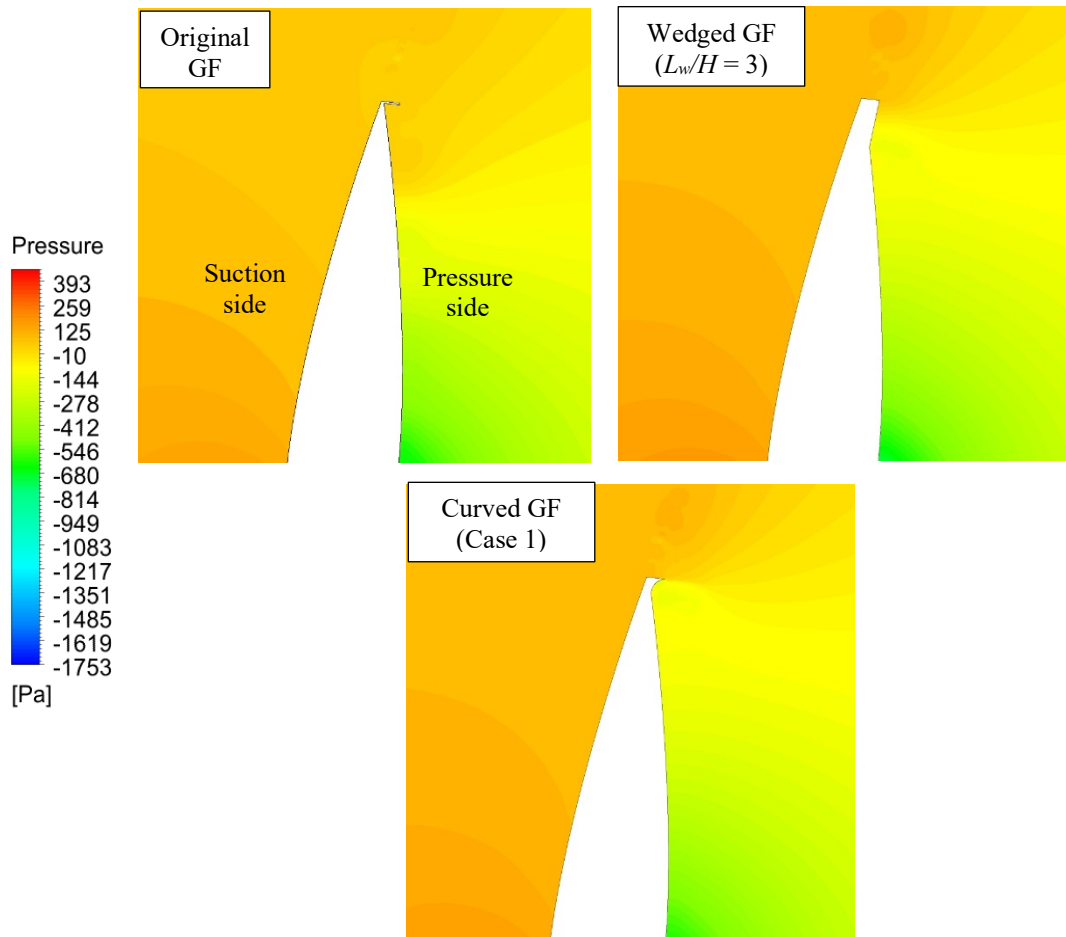 Original
GF
Wedged GF
(Lw/H = 3)
Suction
side
Pressure
side
Pressure
393
259
125
-10
-144
-278
-412
-546
-680
-814
-949
-1083
-1217
-1351
-1485
-1619
-1753
[Pa]
Curved GF
(Case 1)